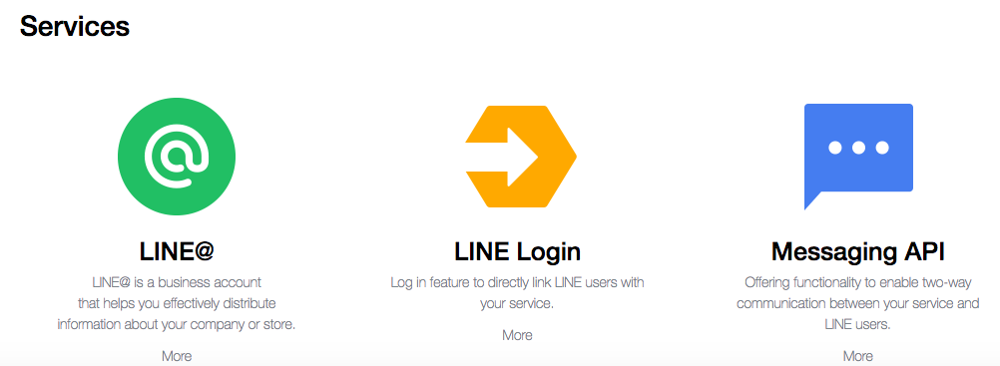 Services
LINE@
LINE@ is a business account
that helps you effectively distribute
information about your company or store.
More
LINE Login
Log in feature to directly link LINE users with
your service.
More
Messaging API
Offering functionality to enable two-way
communication between your service and
LINE users.
More